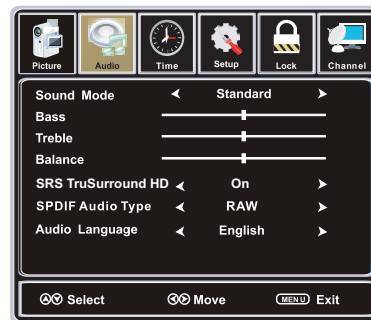 Picture Audio Time Setup Lock Channel
Sound Mode Standard
Bass
Treble
Balance
SRS TruSurround HD On
SPDIF Audio Type RAW
Audio Language English
Select Move MENU Exit